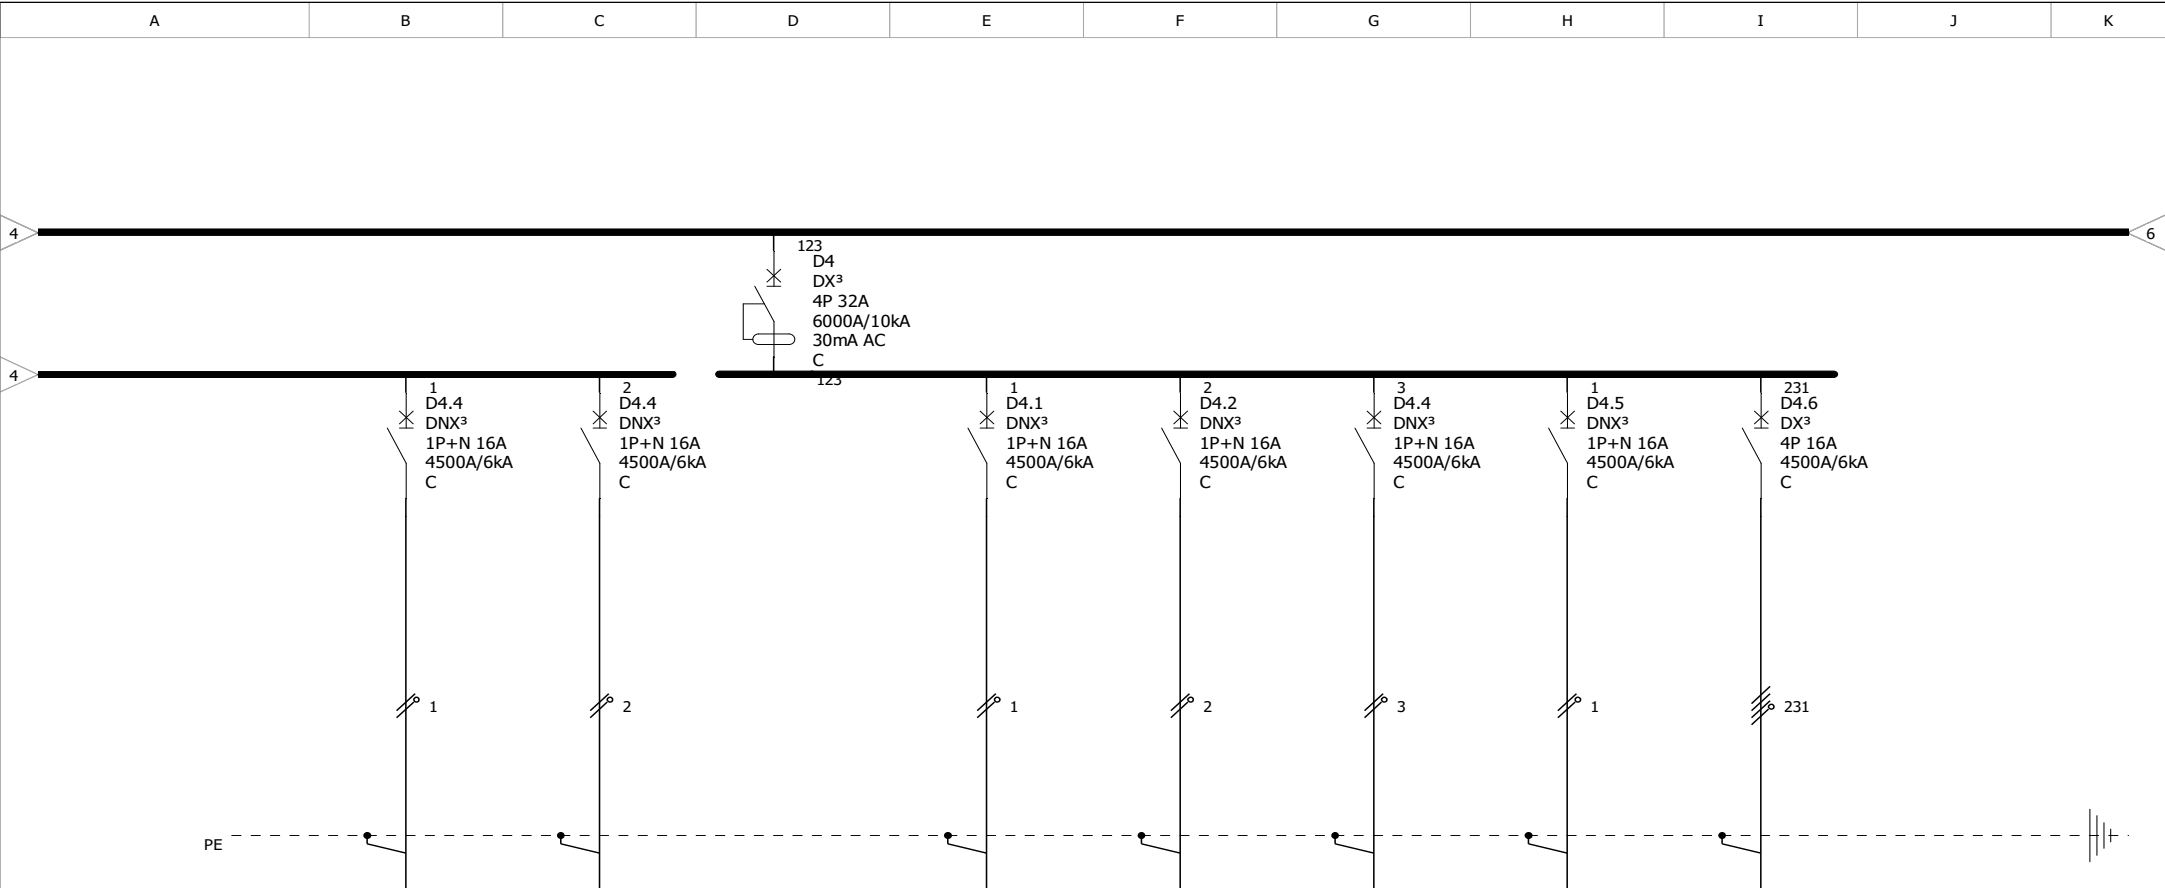 A B C D E F G H I J K
4 6
123
D4
DX³
4P 32A
6000A/10kA
30mA AC
C
4
123
1
D4.4
DNX³
1P+N 16A
4500A/6kA
C
2
D4.4
DNX³
1P+N 16A
4500A/6kA
C
1
D4.1
DNX³
1P+N 16A
4500A/6kA
C
2
D4.2
DNX³
1P+N 16A
4500A/6kA
C
3
D4.4
DNX³
1P+N 16A
4500A/6kA
C
1
D4.5
DNX³
1P+N 16A
4500A/6kA
C
231
D4.6
DX³
4P 16A
4500A/6kA
C
1 2 1 2 3 1 231
PE